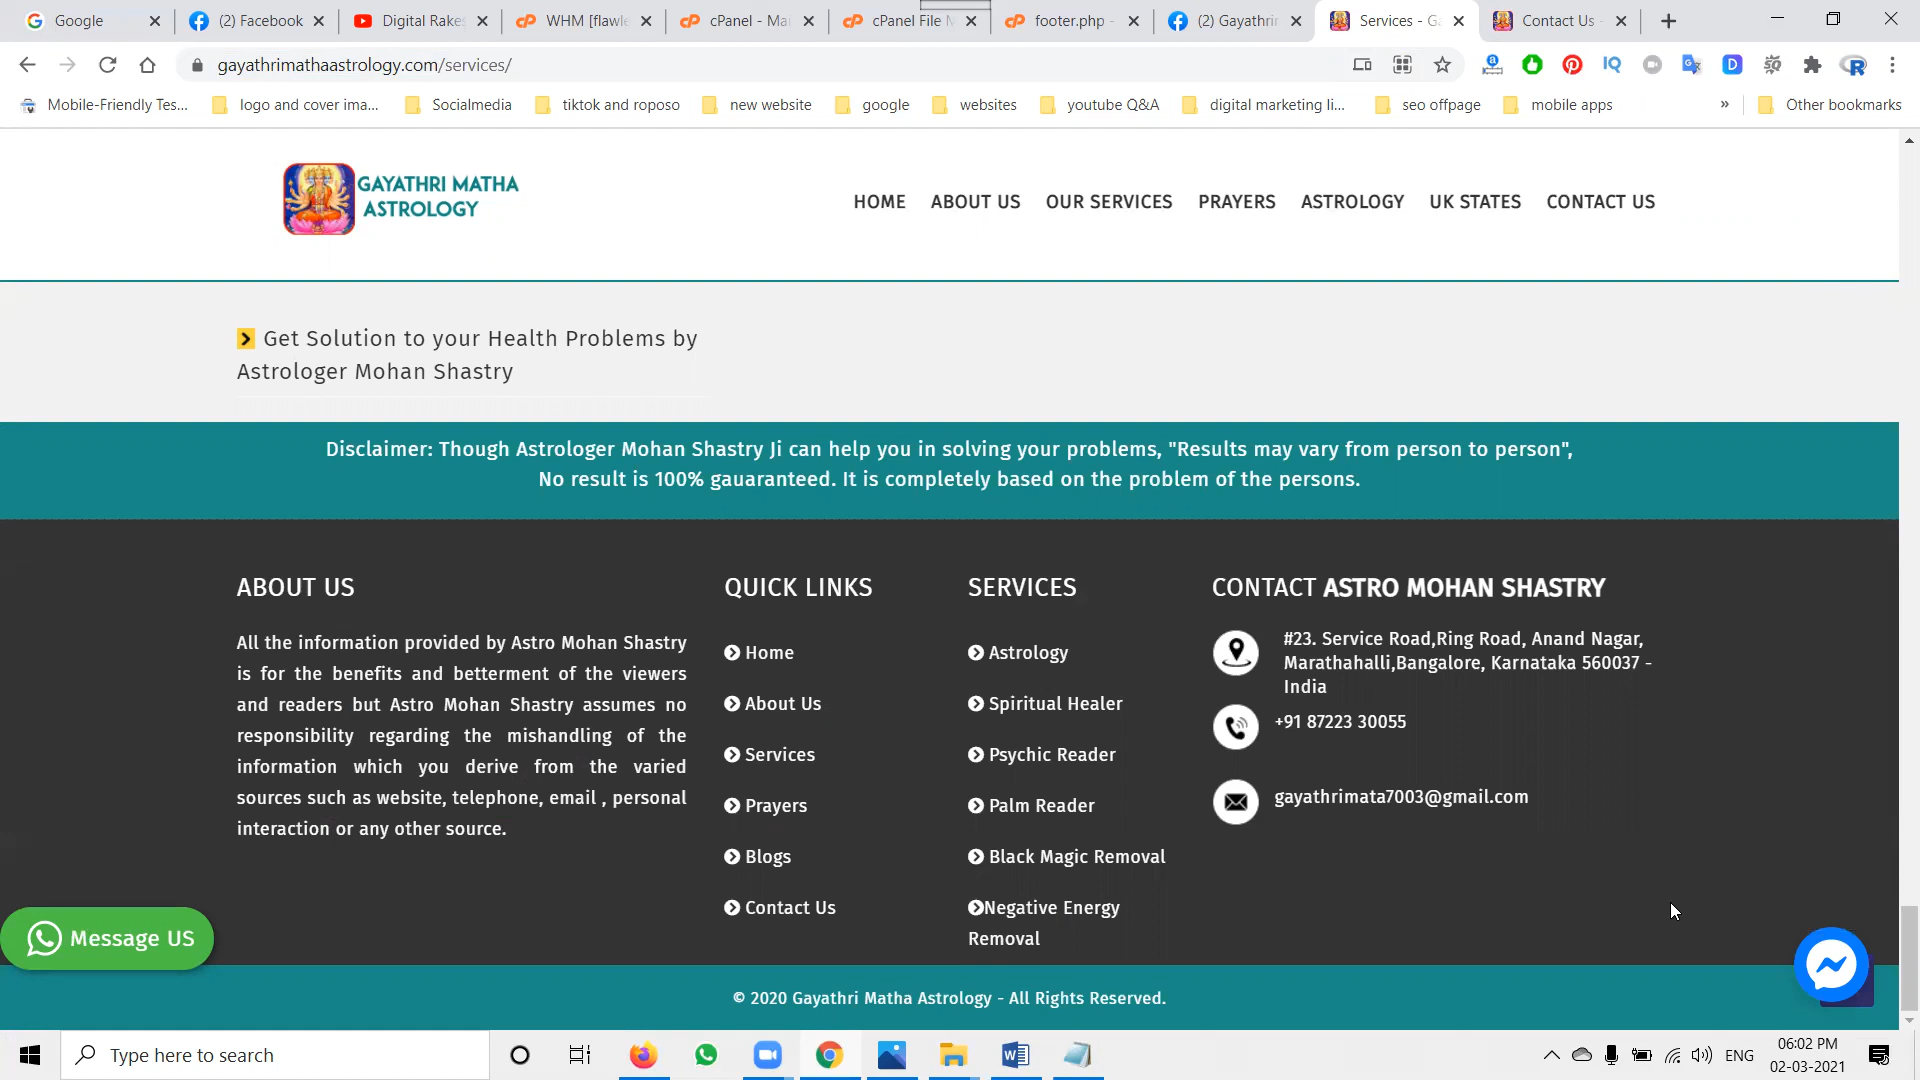 Google
(2) Facebook
Digital Rake
WHM [flawl
cPanel - Mai
cPanel File M
footer.php -
(2) Gayathri
Services - Ga
Contact Us -
gayathrimathaastrology.com/services/
Mobile-Friendly Tes...
logo and cover ima...
Socialmedia
tiktok and roposo
new website
google
websites
youtube Q&A
digital marketing li...
seo offpage
mobile apps
»
Other bookmarks
GAYATHRI MATHA
ASTROLOGY
HOME
ABOUT US
OUR SERVICES
PRAYERS
ASTROLOGY
UK STATES
CONTACT US
Get Solution to your Health Problems by
Astrologer Mohan Shastry
Disclaimer: Though Astrologer Mohan Shastry Ji can help you in solving your problems, "Results may vary from person to person",
No result is 100% gauaranteed. It is completely based on the problem of the persons.
ABOUT US
All the information provided by Astro Mohan Shastry
is for the benefits and betterment of the viewers
and readers but Astro Mohan Shastry assumes no
responsibility regarding the mishandling of the
information which you derive from the varied
sources such as website, telephone, email , personal
interaction or any other source.
QUICK LINKS
Home
About Us
Services
Prayers
Blogs
Contact Us
SERVICES
Astrology
Spiritual Healer
Psychic Reader
Palm Reader
Black Magic Removal
Negative Energy
Removal
CONTACT ASTRO MOHAN SHASTRY
#23. Service Road,Ring Road, Anand Nagar,
Marathahalli,Bangalore, Karnataka 560037 -
India
+91 87223 30055
gayathrimata7003@gmail.com
Message US
© 2020 Gayathri Matha Astrology - All Rights Reserved.
Type here to search
ENG
06:02 PM
02-03-2021